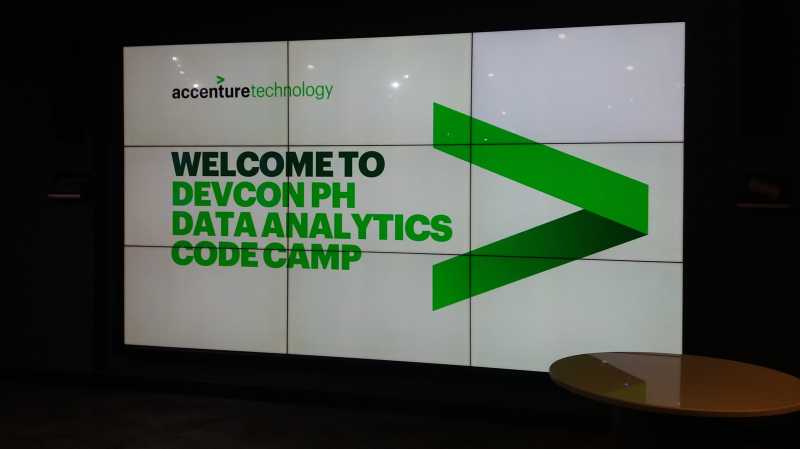 accenturetechnology
WELCOME TO
DEVCON PH
DATA ANALYTICS
CODE CAMP